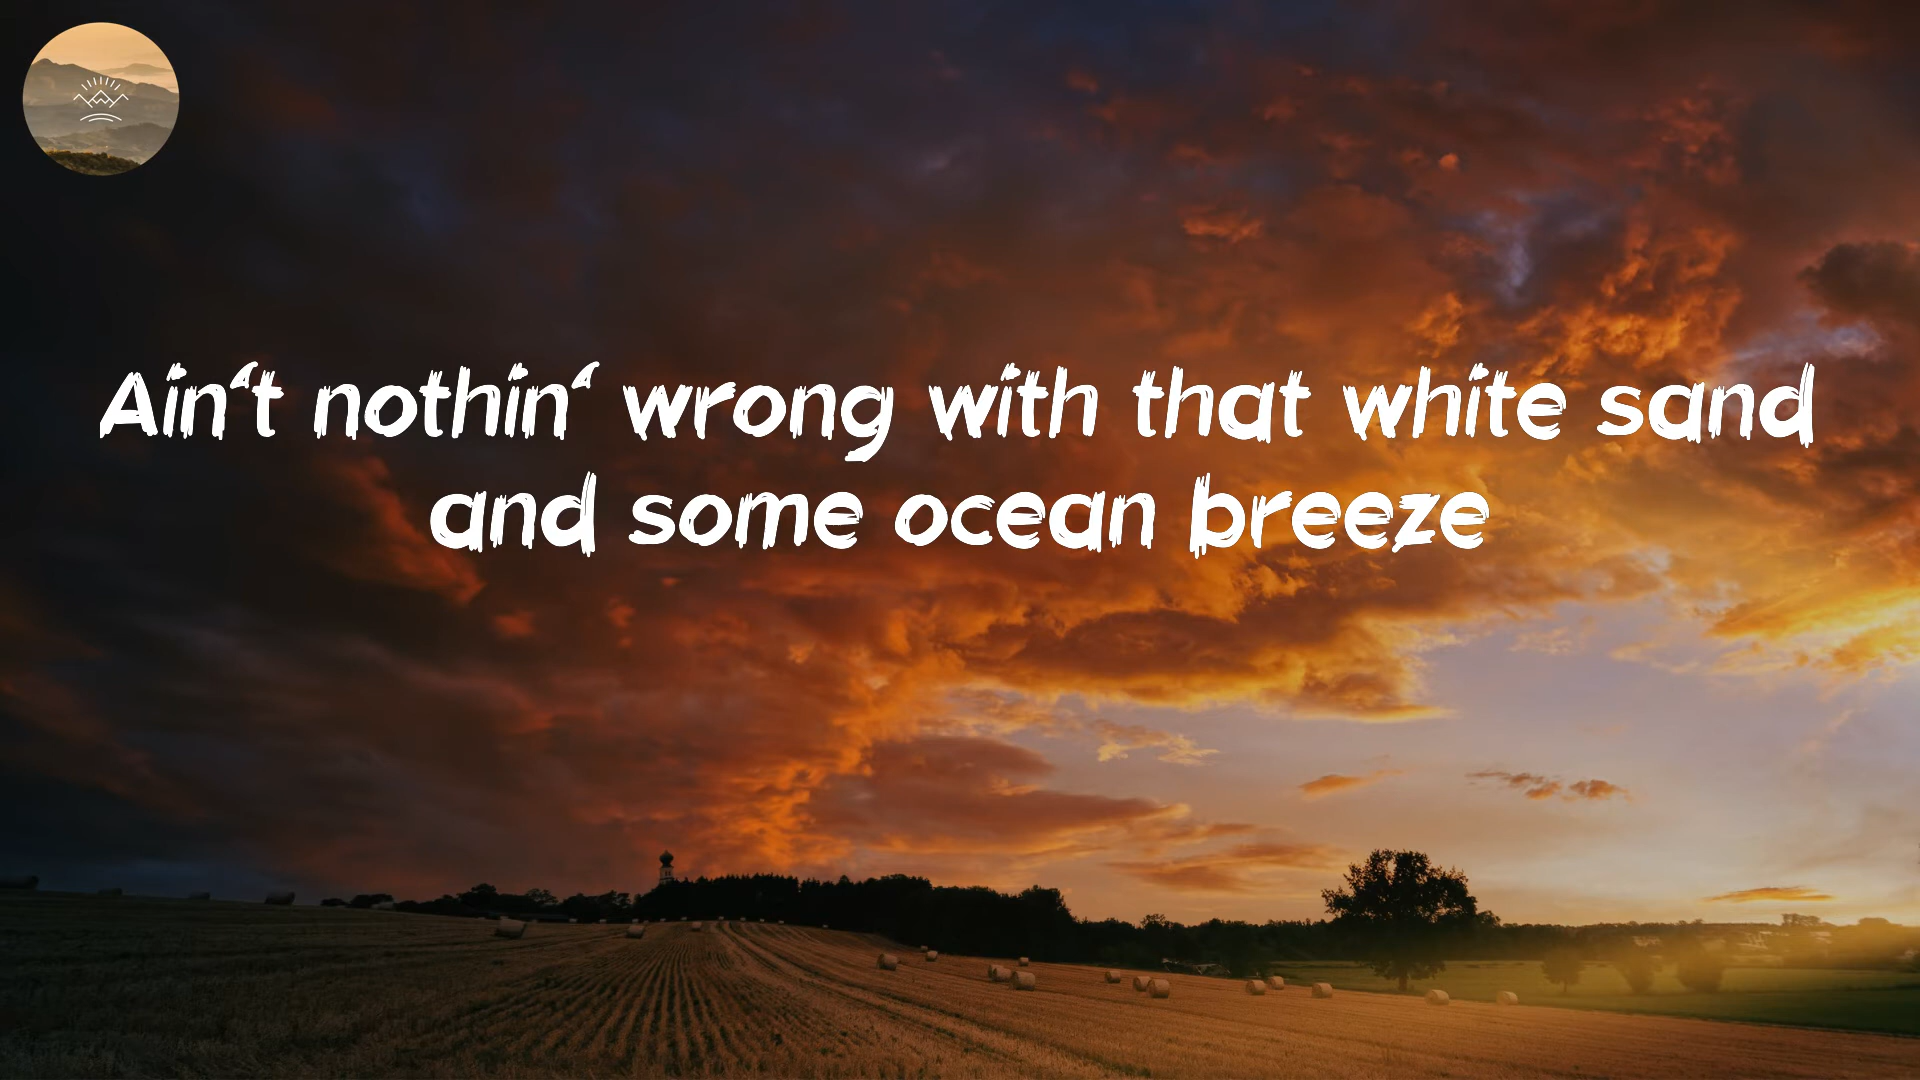 Ain‘t nothin‘ wrong with that white sand
and some ocean breeze